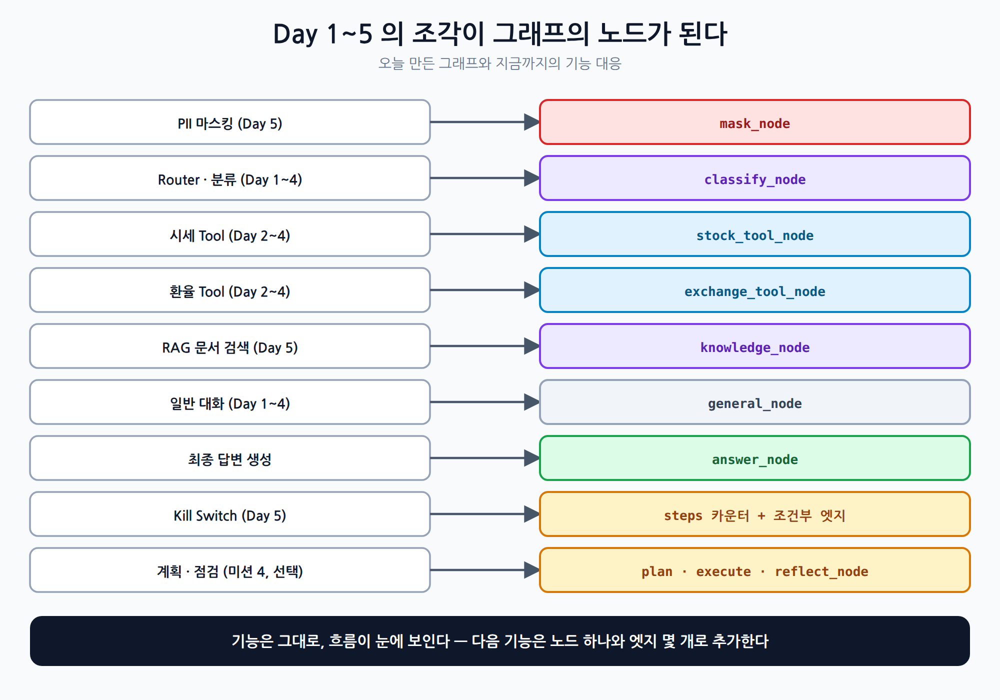 Day 1~5 의 조각이 그래프의 노드가 된다
오늘 만든 그래프와 지금까지의 기능 대응
PII 마스킹 (Day 5)
mask_node
Router · 분류 (Day 1~4)
classify_node
시세 Tool (Day 2~4)
stock_tool_node
환율 Tool (Day 2~4)
exchange_tool_node
RAG 문서 검색 (Day 5)
knowledge_node
일반 대화 (Day 1~4)
general_node
최종 답변 생성
answer_node
Kill Switch (Day 5)
steps 카운터 + 조건부 엣지
계획 · 점검 (미션 4, 선택)
plan · execute · reflect_node
기능은 그대로, 흐름이 눈에 보인다 — 다음 기능은 노드 하나와 엣지 몇 개로 추가한다